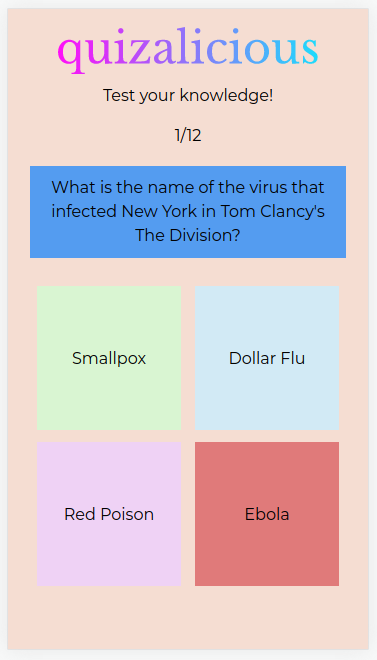 quizalicious
Test your knowledge!
1/12
What is the name of the virus that
infected New York in Tom Clancy's
The Division?
Smallpox
Dollar Flu
Red Poison
Ebola